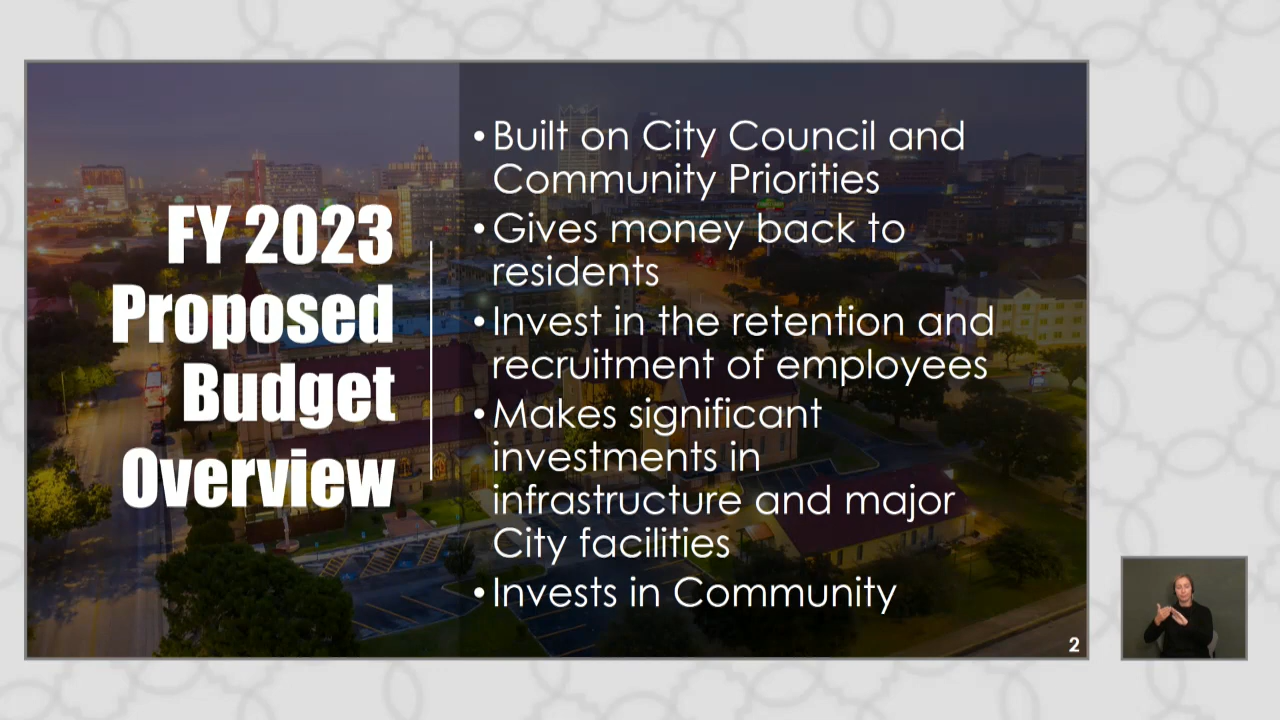 FY 2023
Proposed
Budget
Overview
• Built on City Council and
Community Priorities
• Gives money back to
residents
• Invest in the retention and
recruitment of employees
• Makes significant
investments in
infrastructure and major
City facilities
• Invests in Community
2